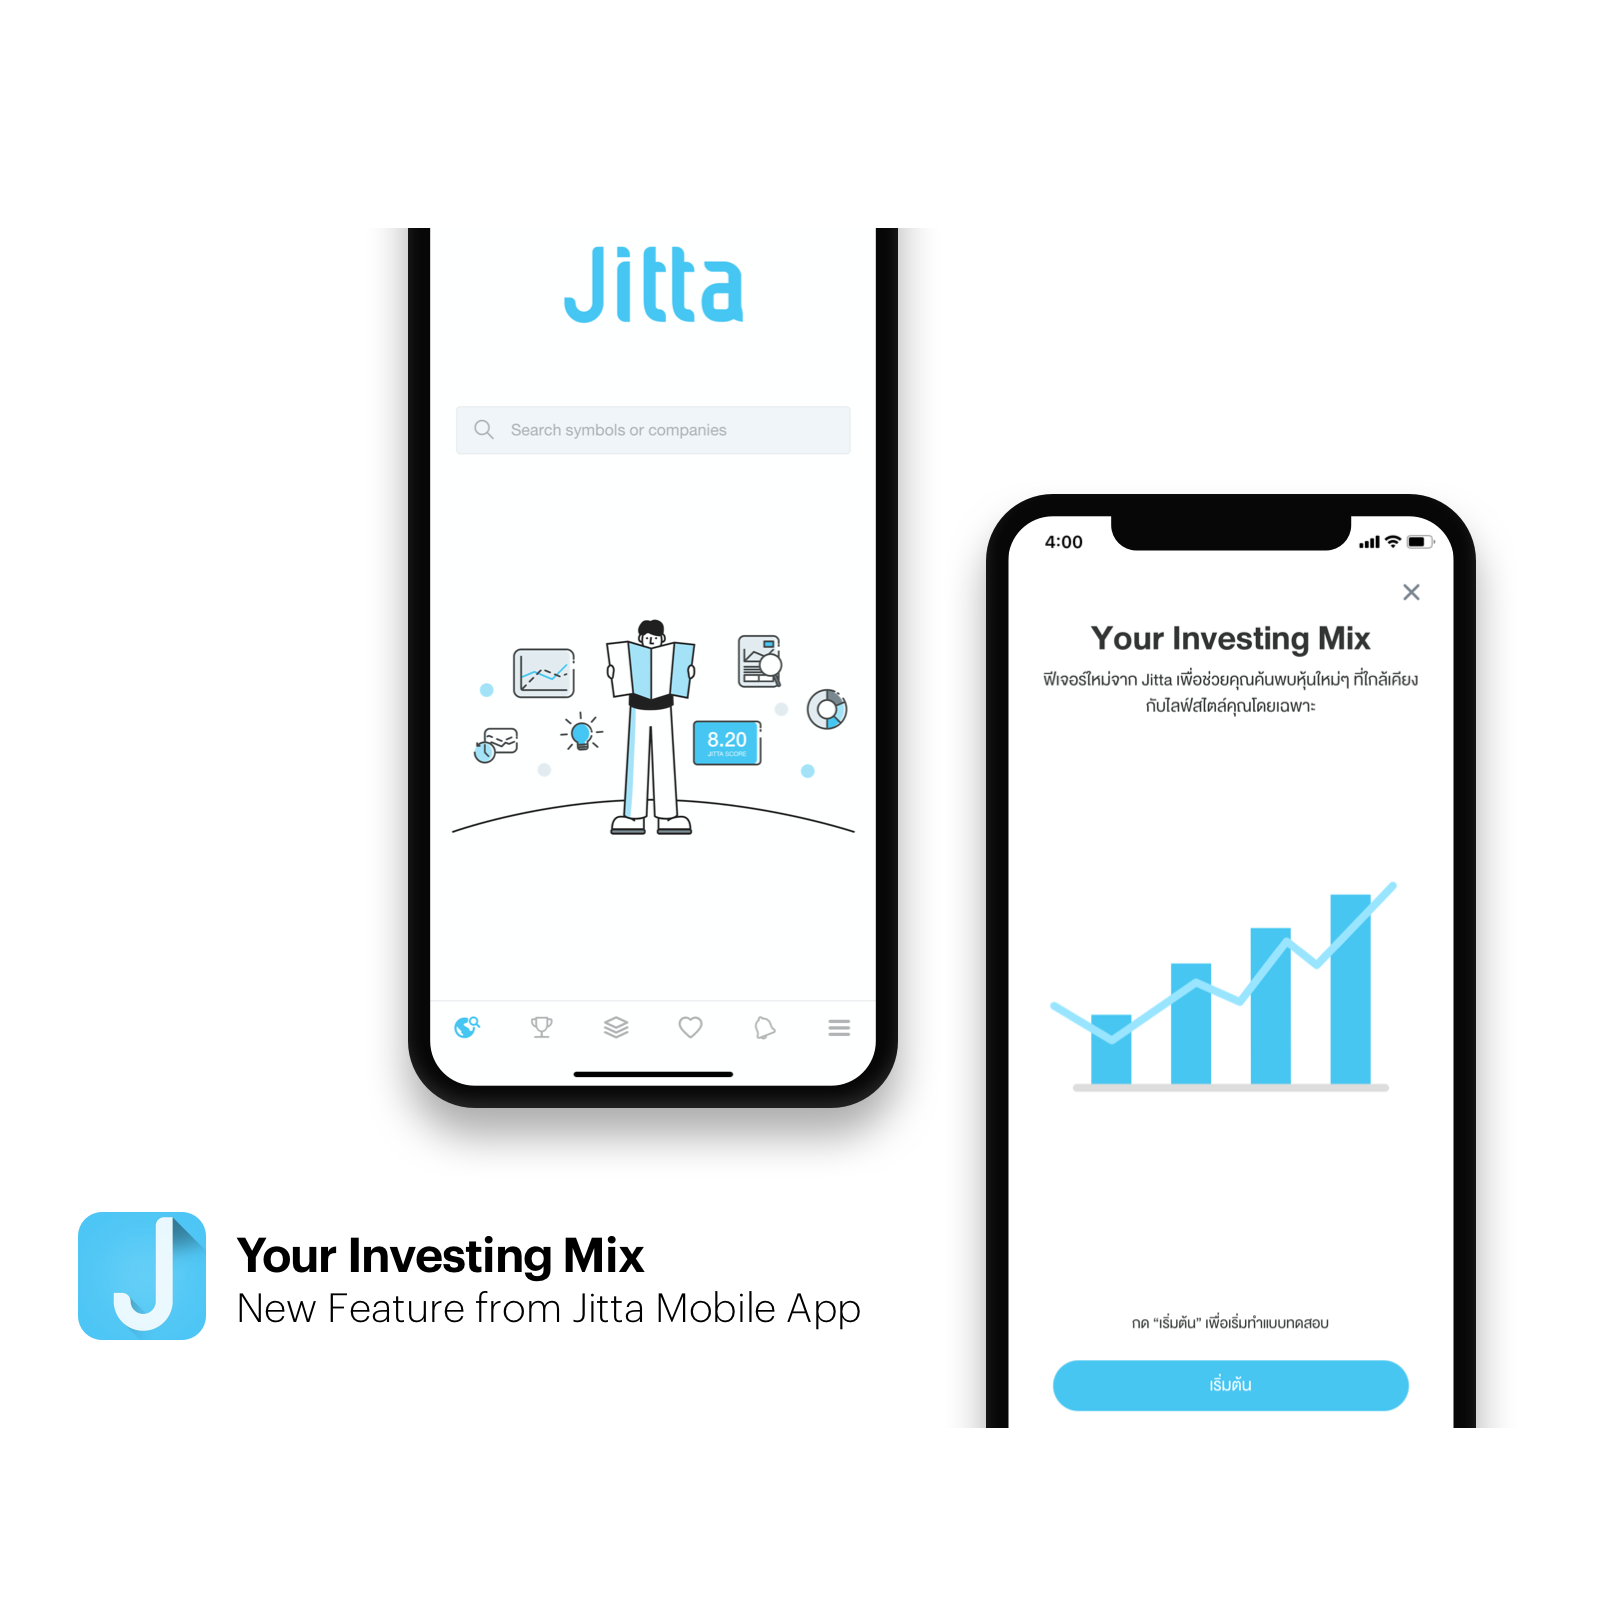 Jitta
Search symbols or companies
8.20
JITTA SCORE
4:00
Your Investing Mix
ฟีเจอร์ใหม่จาก Jitta เพื่อช่วยคุณค้นพบหุ้นใหม่ๆ ที่ใกล้เคียง
กับไลฟ์สไตล์คุณโดยเฉพาะ
กด “เริ่มต้น” เพื่อเริ่มทำแบบทดสอบ
เริ่มต้น
J
Your Investing Mix
New Feature from Jitta Mobile App